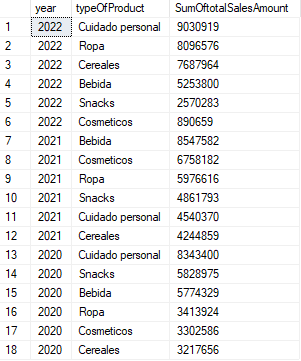 year typeOfProduct SumOftotalSalesAmount
1 2022 Cuidado personal 9030919
2 2022 Ropa 8096576
3 2022 Cereales 7687964
4 2022 Bebida 5253800
5 2022 Snacks 2570283
6 2022 Cosmeticos 890659
7 2021 Bebida 8547582
8 2021 Cosmeticos 6758182
9 2021 Ropa 5976616
10 2021 Snacks 4861793
11 2021 Cuidado personal 4540370
12 2021 Cereales 4244859
13 2020 Cuidado personal 8343400
14 2020 Snacks 5828975
15 2020 Bebida 5774329
16 2020 Ropa 3413924
17 2020 Cosmeticos 3302586
18 2020 Cereales 3217656